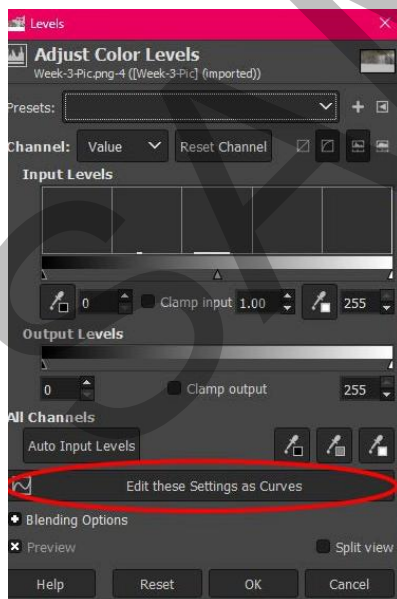 Levels
Adjust Color Levels
Week-3-Pic.png-4 ([Week-3-Pic] (imported))
Presets:
Channel: Value Reset Channel
Input Levels
0 Clamp input 1.00 255
Output Levels
0 Clamp output 255
All Channels
Auto Input Levels
Edit these Settings as Curves
Blending Options
Preview Split view
Help Reset OK Cancel